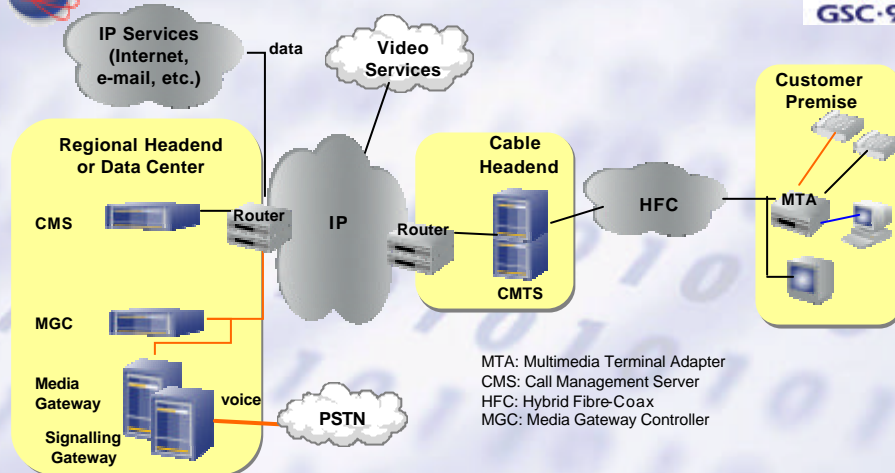 GSC-9
IP Services
(Internet,
e-mail, etc.)
data
Video
Services
Customer
Premise
Regional Headend
or Data Center
Cable
Headend
CMS
Router
IP
Router
HFC
MTA
CMTS
MGC
Media
Gateway
voice
Signalling
Gateway
PSTN
MTA: Multimedia Terminal Adapter
CMS: Call Management Server
HFC: Hybrid Fibre-Coax
MGC: Media Gateway Controller